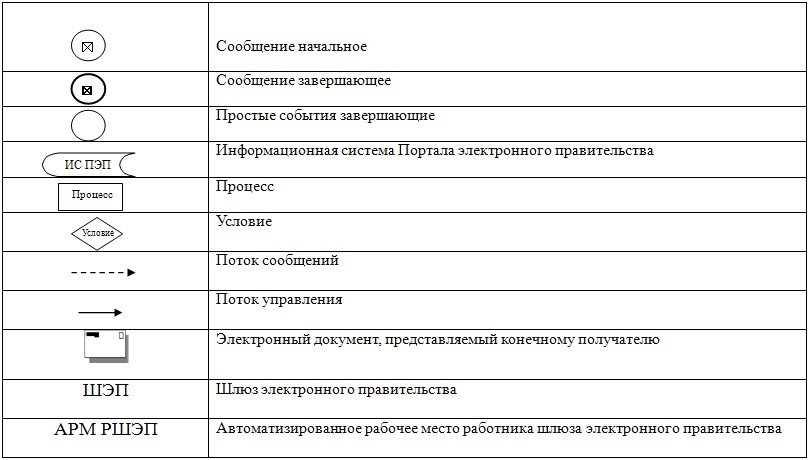 Сообщение начальное
Сообщение завершающее
Простые события завершающие
ИС ПЭП Информационная система Портала электронного правительства
Процесс Процесс
Условие Условие
Поток сообщений
Поток управления
Электронный документ, представляемый конечному получателю
ШЭП Шлюз электронного правительства
АРМ РШЭП Автоматизированное рабочее место работника шлюза электронного правительства